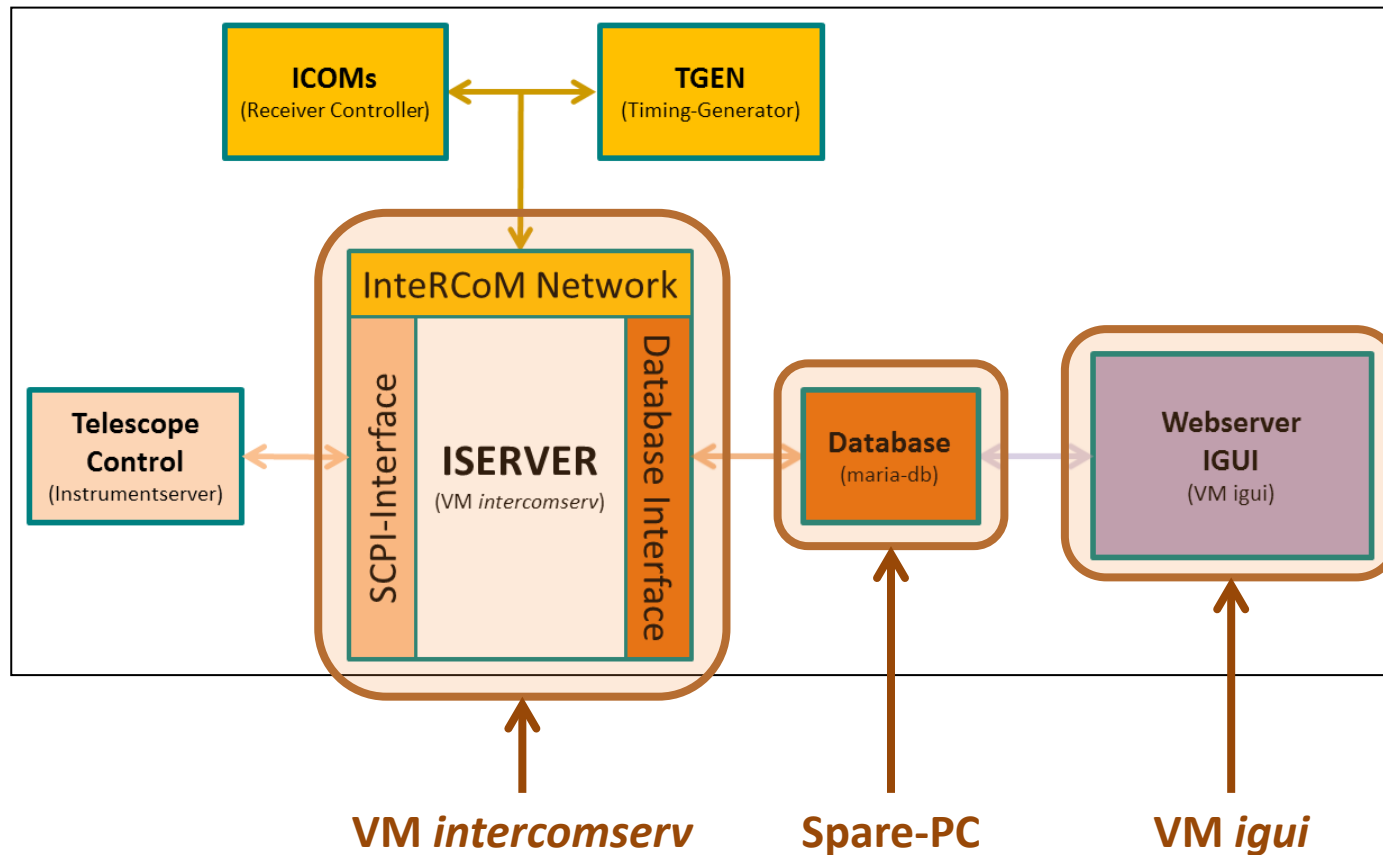 ICOMs
(Receiver Controller)
TGEN
(Timing-Generator)
InteRCoM Network
SCPI-Interface
ISERVER
(VM intercomserv)
Database Interface
Telescope
Control
(Instrumentserver)
Database
(maria-db)
Webserver
IGUI
(VM igui)
VM intercomserv
Spare-PC
VM igui